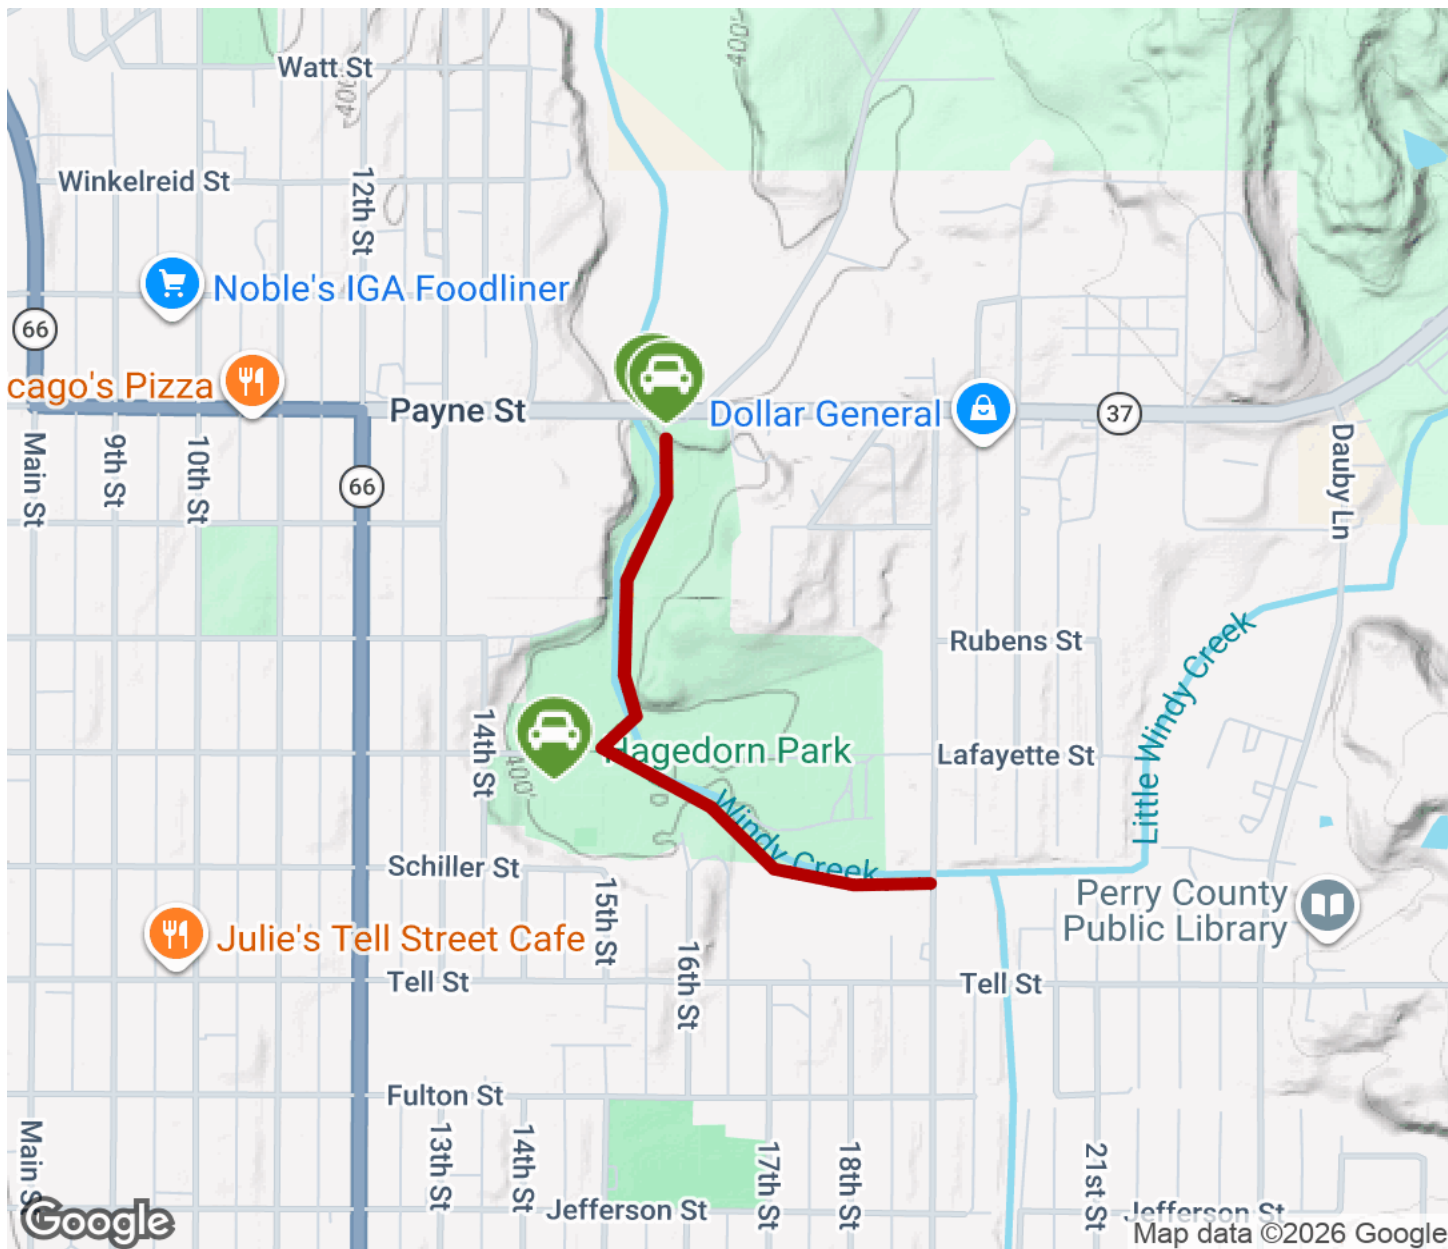 Watt St
400'
400'
Winkelreid St
12th St
Noble's IGA Foodliner
66
cago's Pizza
Payne St
Dollar General
37
Main St
9th St
10th St
66
Dauby Ln
Rubens St
Little Windy Creek
14th St
400'
Hagedorn Park
Lafayette St
Windy Creek
Schiller St
15th St
Perry County
Public Library
Julie's Tell Street Cafe
16th St
Tell St
Tell St
Fulton St
Main St
13th St
14th St
17th St
18th St
21st St
Jefferson St
Jefferson St
Google
Map data ©2026 Google